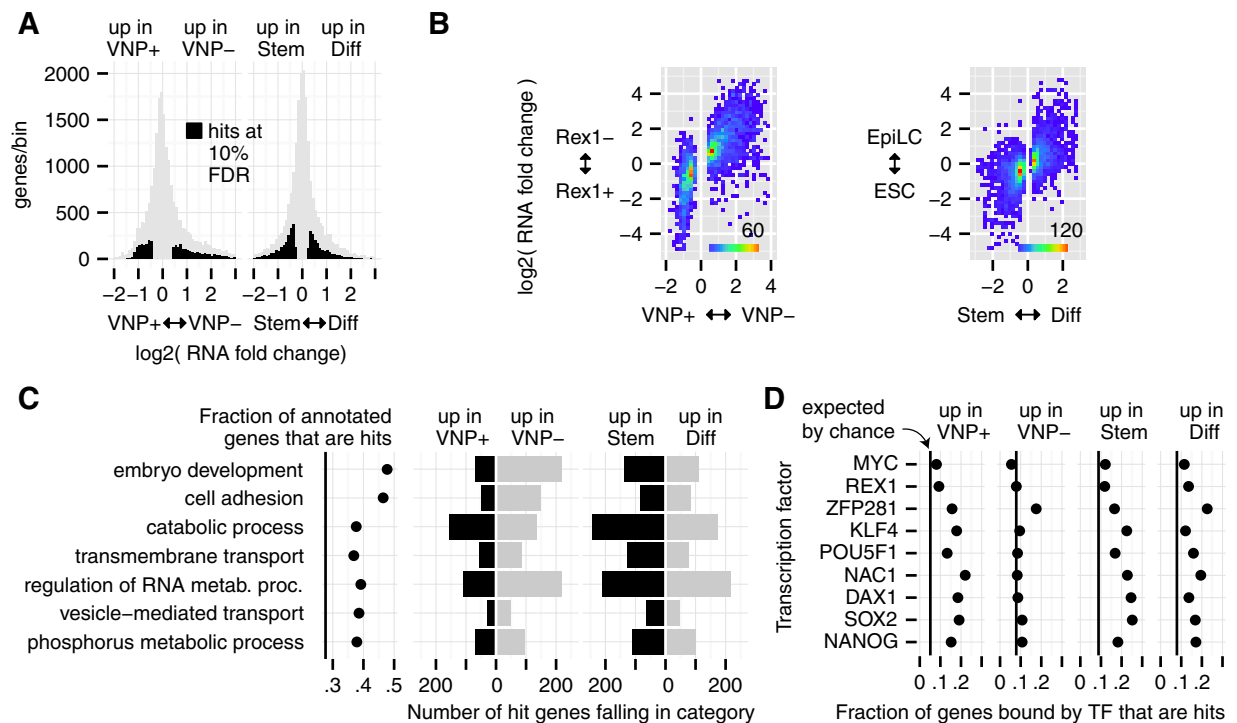 A
up in VNP+
up in VNP−
up in Stem
up in Diff
genes/bin
2000
1500
1000
500
0
hits at 10% FDR
−2 −1 0 1 2
−2 −1 0 1 2
VNP+ ↔ VNP−
Stem ↔ Diff
log2( RNA fold change)
B
log2( RNA fold change )
Rex1−
↕
Rex1+
4
2
0
−2
−4
60
−2 0 2 4
VNP+ ↔ VNP−
EpiLC
↕
ESC
4
2
0
−2
−4
120
−2 0 2
Stem ↔ Diff
C
Fraction of annotated
genes that are hits
up in VNP+
up in VNP−
up in Stem
up in Diff
embryo development
cell adhesion
catabolic process
transmembrane transport
regulation of RNA metab. proc.
vesicle−mediated transport
phosphorus metabolic process
.3 .4 .5
200 0 200
200 0 200
Number of hit genes falling in category
D
expected
by chance
up in VNP+
up in VNP−
up in Stem
up in Diff
Transcription factor
MYC
REX1
ZFP281
KLF4
POU5F1
NAC1
DAX1
SOX2
NANOG
0 .1 .2
0 .1 .2
0 .1 .2
0 .1 .2
Fraction of genes bound by TF that are hits